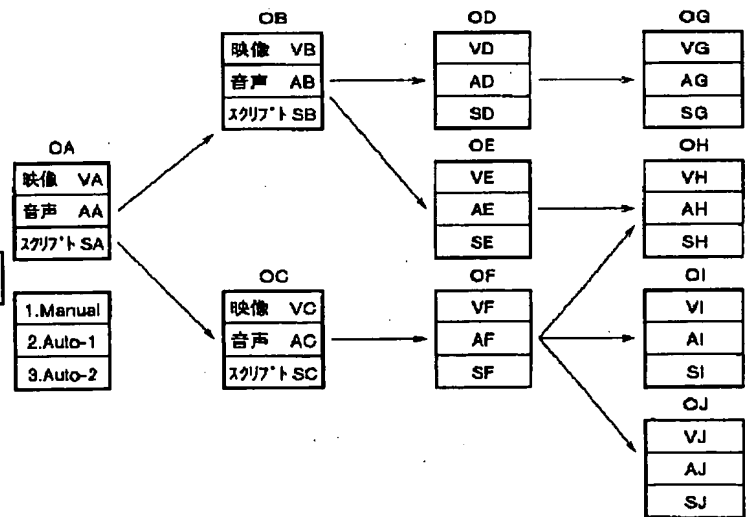 OA
映像 VA
音声 AA
スクリプト SA
1.Manual
2.Auto-1
3.Auto-2
OB
映像 VB
音声 AB
スクリプト SB
OC
映像 VC
音声 AC
スクリプト SC
OD
VD
AD
SD
OE
VE
AE
SE
OF
VF
AF
SF
OG
VG
AG
SG
OH
VH
AH
SH
OI
VI
AI
SI
OJ
VJ
AJ
SJ